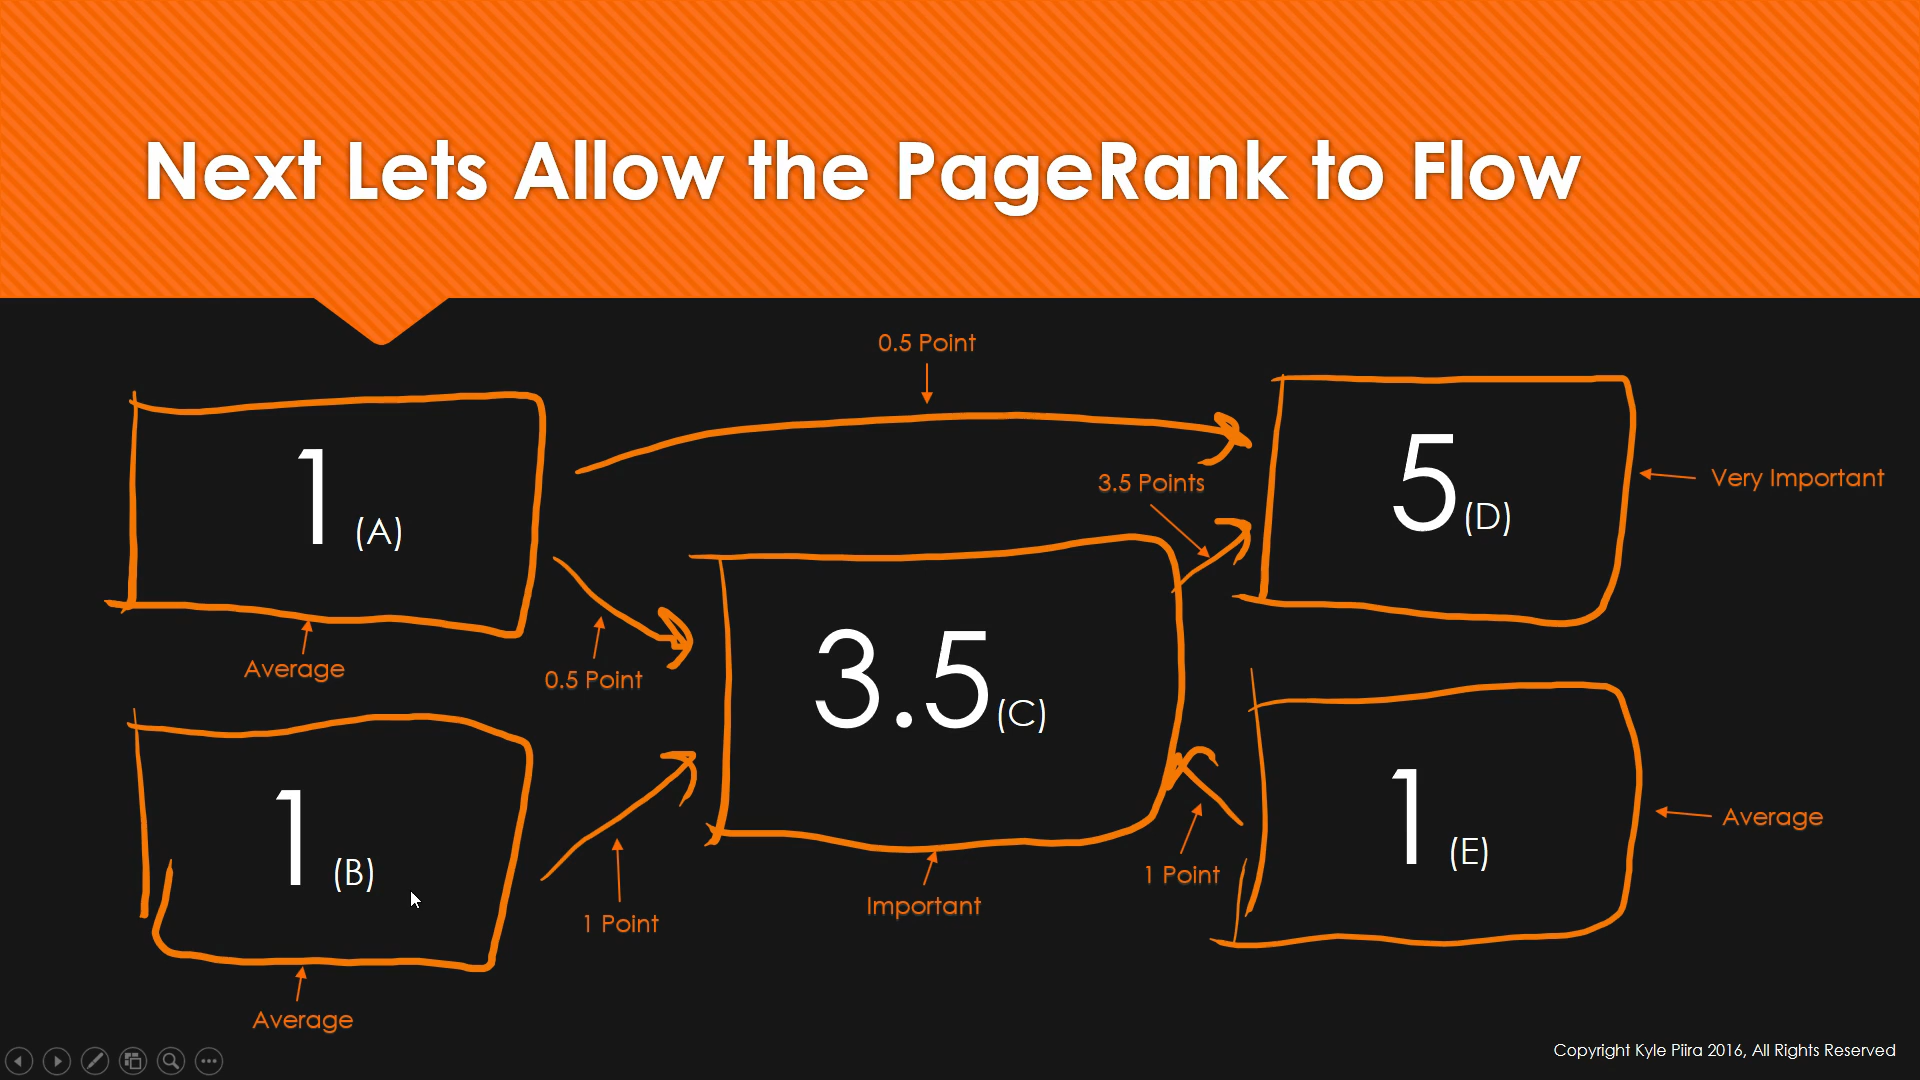 Next Lets Allow the PageRank to Flow
0.5 Point
1 (A)
Average
0.5 Point
3.5 Points
5 (D)
Very Important
3.5 (C)
Important
1 (B)
Average
1 Point
1 Point
1 (E)
Average
Copyright Kyle Piira 2016, All Rights Reserved